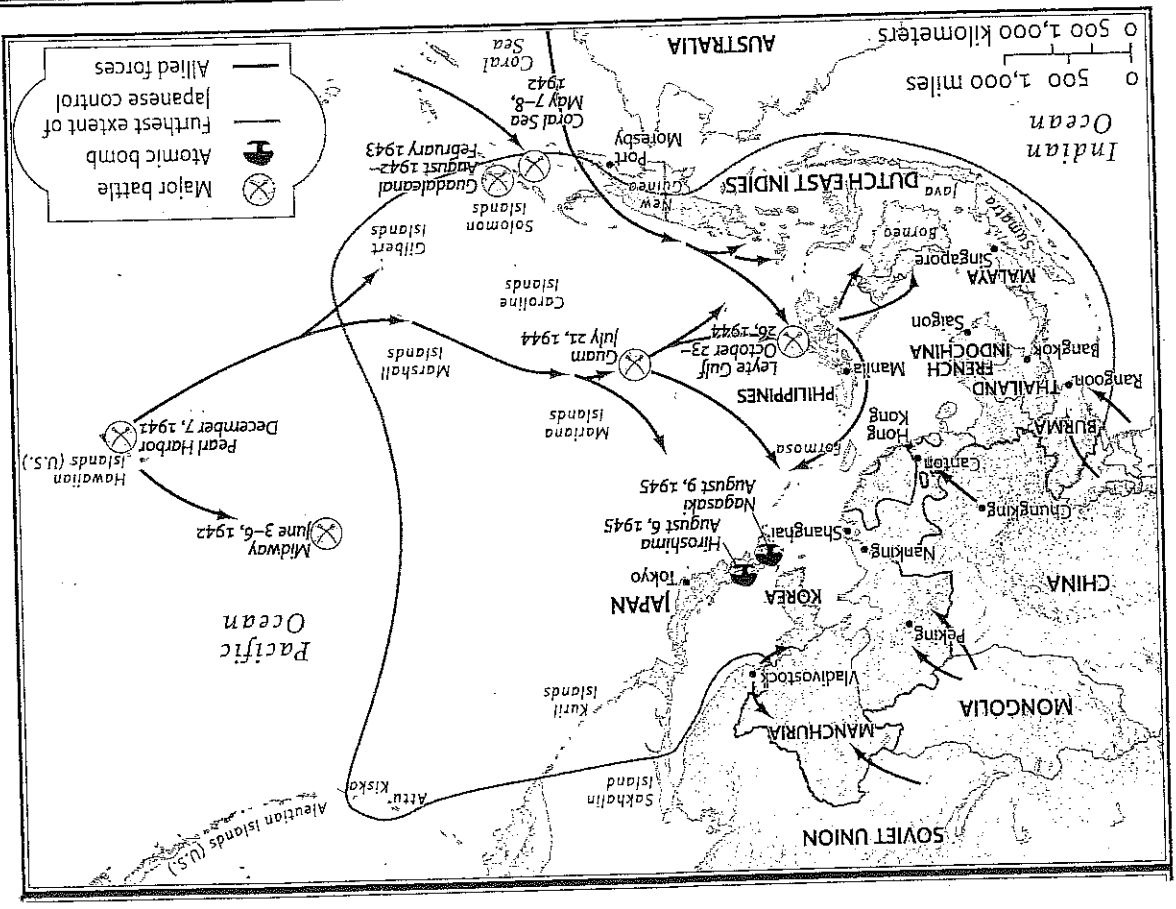 SOVIET UNION
Aleutian Islands (U.S.)
Sakhalin
Island
Attu
Kiska
MONGOLIA
MANCHURIA
Vladivostock
Kuril
Islands
Peking
Pacific
Ocean
CHINA
KOREA
JAPAN
Tokyo
Nanking
Shanghai
Hiroshima
August 6, 1945
Nagasaki
August 9, 1945
Midway
June 3–6, 1942
Chungking
Canton
Hong
Kong
Formosa
Hawaiian
Islands (U.S.)
Pearl Harbor
December 7, 1941
BURMA
Rangoon
THAILAND
Bangkok
FRENCH
INDOCHINA
Saigon
PHILIPPINES
Manila
Mariana
Islands
Leyte Gulf
October 23–
26, 1944
Guam
July 21, 1944
Marshall
Islands
Caroline
Islands
MALAYA
Singapore
Sumatra
Borneo
Java
DUTCH EAST INDIES
Gilbert
Islands
New
Guinea
Solomon
Islands
Guadalcanal
August 1942–
February 1943
Port
Moresby
Indian
Ocean
Coral Sea
May 7–8,
1942
Coral
Sea
AUSTRALIA
0 500 1,000 miles
0 500 1,000 kilometers
Major battle
Atomic bomb
Furthest extent of
Japanese control
Allied forces